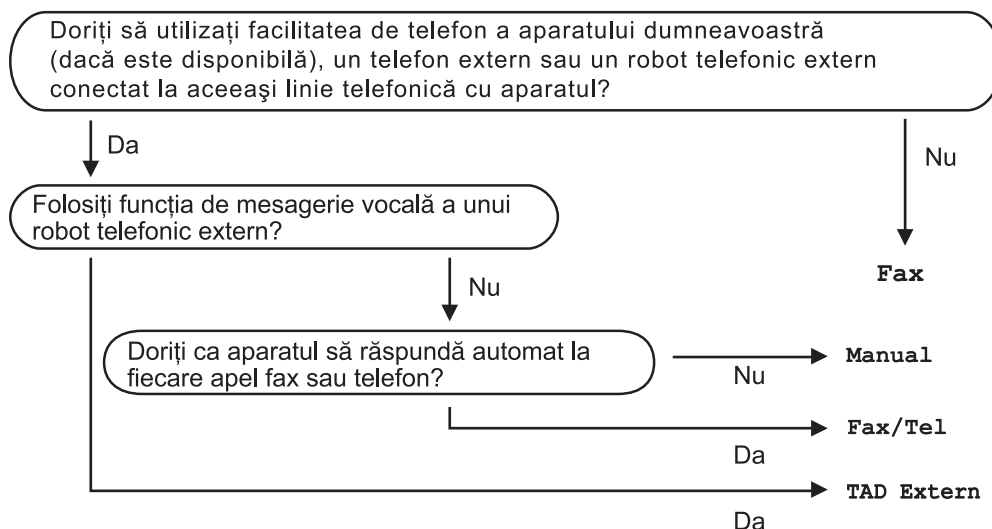 Doriți să utilizați facilitatea de telefon a aparatului dumneavoastră
(dacă este disponibilă), un telefon extern sau un robot telefonic extern
conectat la aceeaşi linie telefonică cu aparatul?
Da
Nu
Folosiți funcția de mesagerie vocală a unui
robot telefonic extern?
Fax
Nu
Doriți ca aparatul să răspundă automat la
fiecare apel fax sau telefon?
Manual
Nu
Fax/Tel
Da
TAD Extern
Da